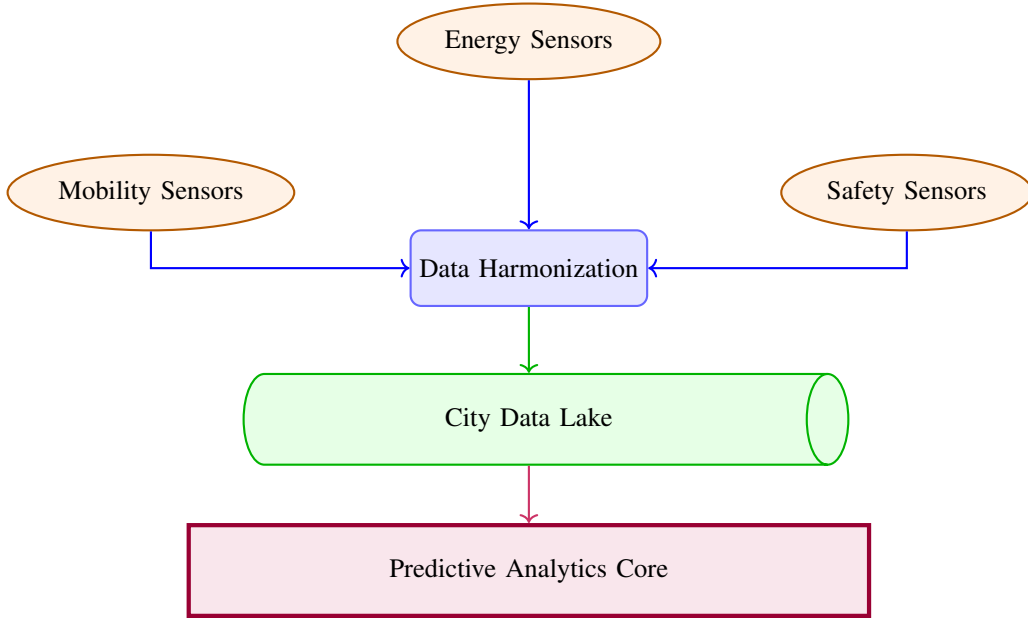 Energy Sensors
Mobility Sensors
Safety Sensors
Data Harmonization
City Data Lake
Predictive Analytics Core